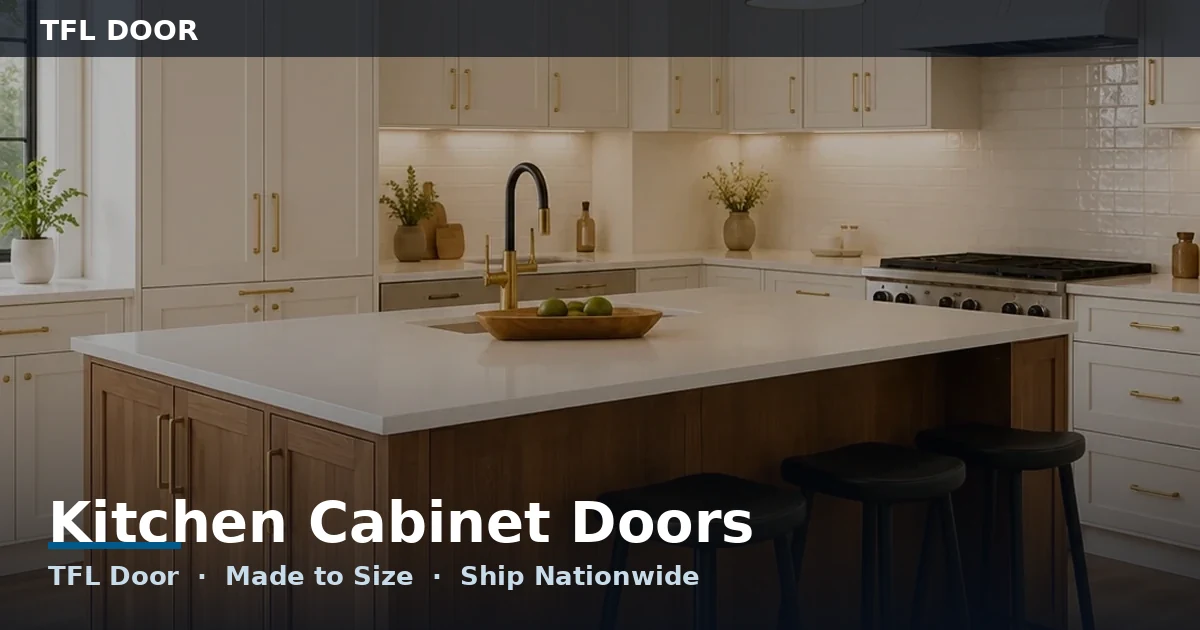 TFL DOOR
Kitchen Cabinet Doors
TFL Door · Made to Size · Ship Nationwide